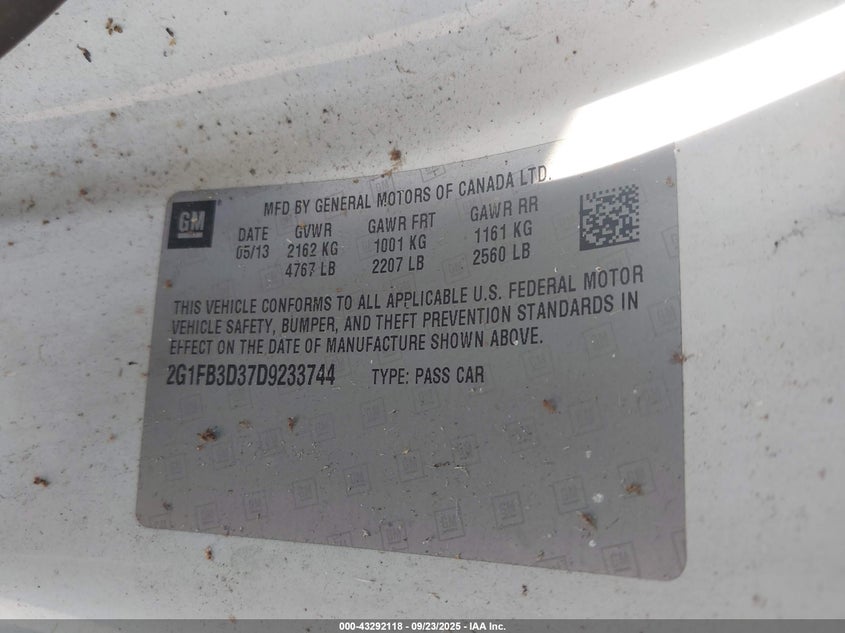 GM
MFD BY GENERAL MOTORS OF CANADA LTD.
DATE GVWR GAWR FRT GAWR RR
05/13 2162 KG 1001 KG 1161 KG
4767 LB 2207 LB 2560 LB
THIS VEHICLE CONFORMS TO ALL APPLICABLE U.S. FEDERAL MOTOR
VEHICLE SAFETY, BUMPER, AND THEFT PREVENTION STANDARDS IN
EFFECT ON THE DATE OF MANUFACTURE SHOWN ABOVE.
2G1FB3D37D9233744 TYPE: PASS CAR
000-43292118 - 09/23/2025 - IAA Inc.